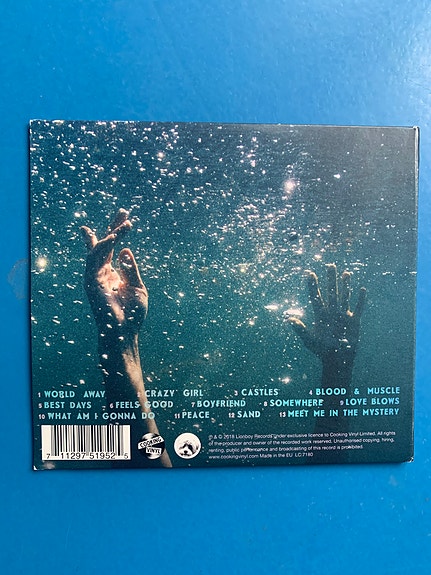 1 WORLD AWAY 2 CRAZY GIRL 3 CASTLES 4 BLOOD & MUSCLE
5 BEST DAYS 6 FEELS GOOD 7 BOYFRIEND 8 SOMEWHERE 9 LOVE BLOWS
10 WHAT AM I GONNA DO 11 PEACE 12 SAND 13 MEET ME IN THE MYSTERY
COOKING
VINYL
℗ & © 2018 Lionboy Records under exclusive licence to Cooking Vinyl Limited. All rights
of the producer and owner of the recorded work reserved. Unauthorised copying, hiring,
renting, public performance and broadcasting of this record is prohibited.
www.cookingvinyl.com Made in the EU LC:7180
7 11297 51952 5